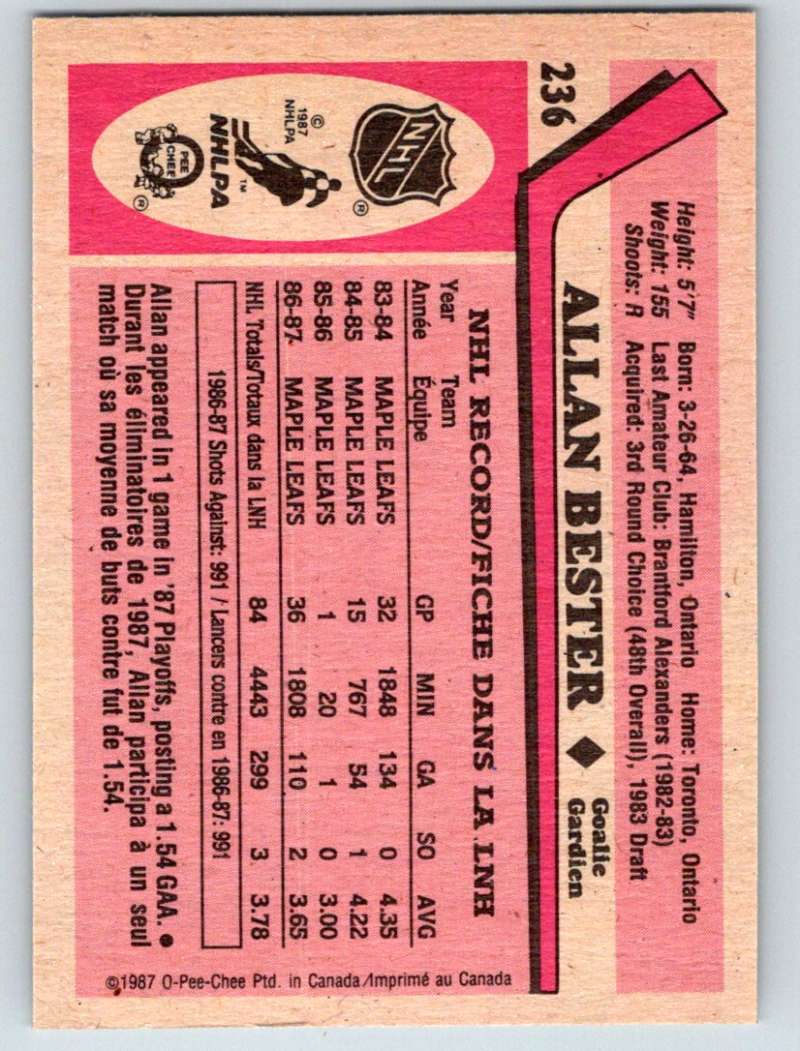 236
Height: 5'7" Born: 3-26-64, Hamilton, Ontario Home: Toronto, Ontario
Weight: 155 Last Amateur Club: Brantford Alexanders (1982-83)
Shoots: R Acquired: 3rd Round Choice (48th Overall), 1983 Draft
ALLAN BESTER ◆ Goalie
Gardien
NHL
®
™
NHLPA
© 1987 NHLPA
O
PEE
CHEE
®
NHL RECORD/FICHE DANS LA LNH
Year Team
Année Équipe GP MIN GA SO AVG
83-84 MAPLE LEAFS 32 1848 134 0 4.35
84-85 MAPLE LEAFS 15 767 54 1 4.22
85-86 MAPLE LEAFS 1 20 1 0 3.00
86-87 MAPLE LEAFS 36 1808 110 2 3.65
NHL Totals/Totaux dans la LNH 84 4443 299 3 3.78
1986-87 Shots Against: 991 / Lancers contre en 1986-87: 991
Allan appeared in 1 game in '87 Playoffs, posting a 1.54 GAA. ●
Durant les éliminatoires de 1987, Allan participa à un seul
match où sa moyenne de buts contre fut de 1.54.
©1987 O-Pee-Chee Ptd. in Canada/Imprimé au Canada